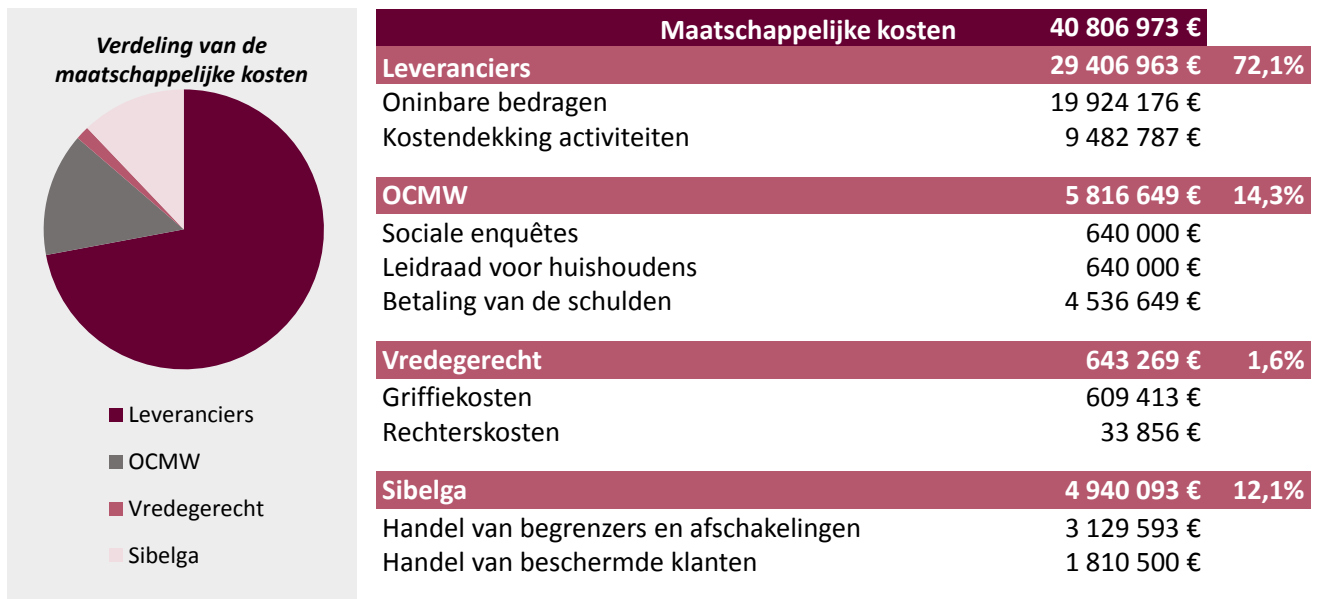 Verdeling van de
maatschappelijke kosten
Leveranciers
OCMW
Vredegerecht
Sibelga
Maatschappelijke kosten 40 806 973 €
Leveranciers 29 406 963 € 72,1%
Oninbare bedragen 19 924 176 €
Kostendekking activiteiten 9 482 787 €
OCMW 5 816 649 € 14,3%
Sociale enquêtes 640 000 €
Leidraad voor huishoudens 640 000 €
Betaling van de schulden 4 536 649 €
Vredegerecht 643 269 € 1,6%
Griffiekosten 609 413 €
Rechterskosten 33 856 €
Sibelga 4 940 093 € 12,1%
Handel van begrenzers en afschakelingen 3 129 593 €
Handel van beschermde klanten 1 810 500 €